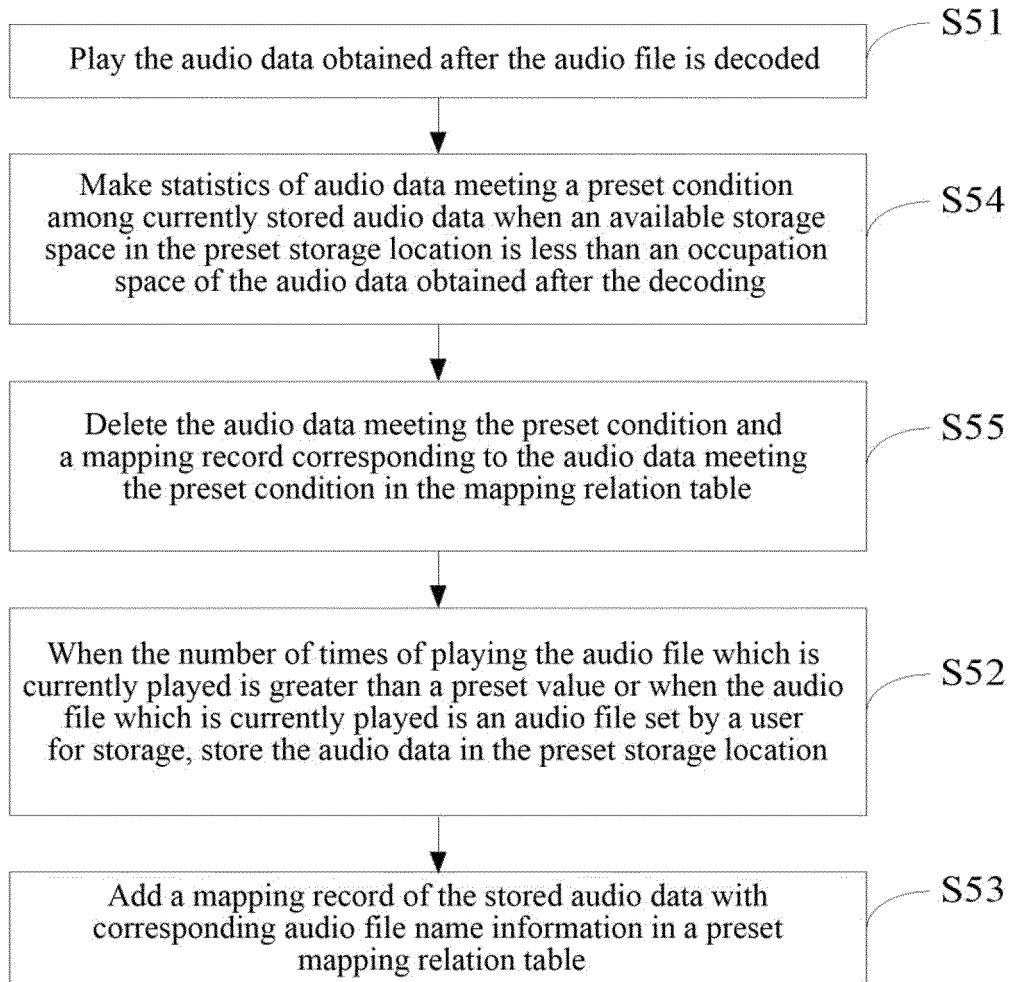 S51
Play the audio data obtained after the audio file is decoded
S54
Make statistics of audio data meeting a preset condition
among currently stored audio data when an available storage
space in the preset storage location is less than an occupation
space of the audio data obtained after the decoding
S55
Delete the audio data meeting the preset condition and
a mapping record corresponding to the audio data meeting
the preset condition in the mapping relation table
S52
When the number of times of playing the audio file which is
currently played is greater than a preset value or when the audio
file which is currently played is an audio file set by a user
for storage, store the audio data in the preset storage location
S53
Add a mapping record of the stored audio data with
corresponding audio file name information in a preset
mapping relation table